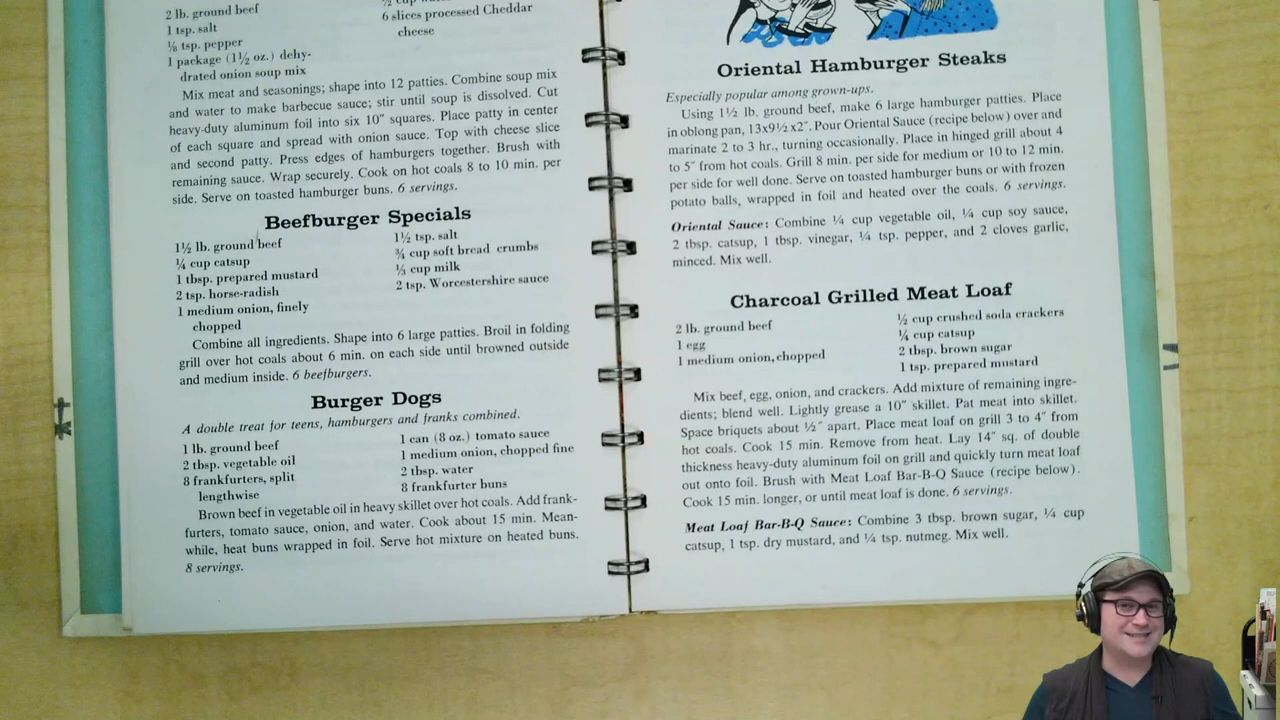 2 lb. ground beef
1 tsp. salt
⅛ tsp. pepper
1 package (1½ oz.) dehy-
drated onion soup mix
½ cup
6 slices processed Cheddar
cheese
Mix meat and seasonings; shape into 12 patties. Combine soup mix
and water to make barbecue sauce; stir until soup is dissolved. Cut
heavy-duty aluminum foil into six 10″ squares. Place patty in center
of each square and spread with onion sauce. Top with cheese slice
and second patty. Press edges of hamburgers together. Brush with
remaining sauce. Wrap securely. Cook on hot coals 8 to 10 min. per
side. Serve on toasted hamburger buns. 6 servings.
Beefburger Specials
1½ lb. ground beef
¼ cup catsup
1 tbsp. prepared mustard
2 tsp. horse-radish
1 medium onion, finely
chopped
1½ tsp. salt
¾ cup soft bread crumbs
⅓ cup milk
2 tsp. Worcestershire sauce
Combine all ingredients. Shape into 6 large patties. Broil in folding
grill over hot coals about 6 min. on each side until browned outside
and medium inside. 6 beefburgers.
Burger Dogs
A double treat for teens, hamburgers and franks combined.
1 lb. ground beef
2 tbsp. vegetable oil
8 frankfurters, split
lengthwise
1 can (8 oz.) tomato sauce
1 medium onion, chopped fine
2 tbsp. water
8 frankfurter buns
Brown beef in vegetable oil in heavy skillet over hot coals. Add frank-
furters, tomato sauce, onion, and water. Cook about 15 min. Mean-
while, heat buns wrapped in foil. Serve hot mixture on heated buns.
8 servings.
Oriental Hamburger Steaks
Especially popular among grown-ups.
Using 1½ lb. ground beef, make 6 large hamburger patties. Place
in oblong pan, 13x9½x2″. Pour Oriental Sauce (recipe below) over and
marinate 2 to 3 hr., turning occasionally. Place in hinged grill about 4
to 5″ from hot coals. Grill 8 min. per side for medium or 10 to 12 min.
per side for well done. Serve on toasted hamburger buns or with frozen
potato balls, wrapped in foil and heated over the coals. 6 servings.
Oriental Sauce: Combine ¼ cup vegetable oil, ¼ cup soy sauce,
2 tbsp. catsup, 1 tbsp. vinegar, ¼ tsp. pepper, and 2 cloves garlic,
minced. Mix well.
Charcoal Grilled Meat Loaf
2 lb. ground beef
1 egg
1 medium onion, chopped
½ cup crushed soda crackers
¼ cup catsup
2 tbsp. brown sugar
1 tsp. prepared mustard
Mix beef, egg, onion, and crackers. Add mixture of remaining ingre-
dients; blend well. Lightly grease a 10″ skillet. Pat meat into skillet.
Space briquets about ½″ apart. Place meat loaf on grill 3 to 4″ from
hot coals. Cook 15 min. Remove from heat. Lay 14″ sq. of double
thickness heavy-duty aluminum foil on grill and quickly turn meat loaf
out onto foil. Brush with Meat Loaf Bar-B-Q Sauce (recipe below).
Cook 15 min. longer, or until meat loaf is done. 6 servings.
Meat Loaf Bar-B-Q Sauce: Combine 3 tbsp. brown sugar, ¼ cup
catsup, 1 tsp. dry mustard, and ¼ tsp. nutmeg. Mix well.